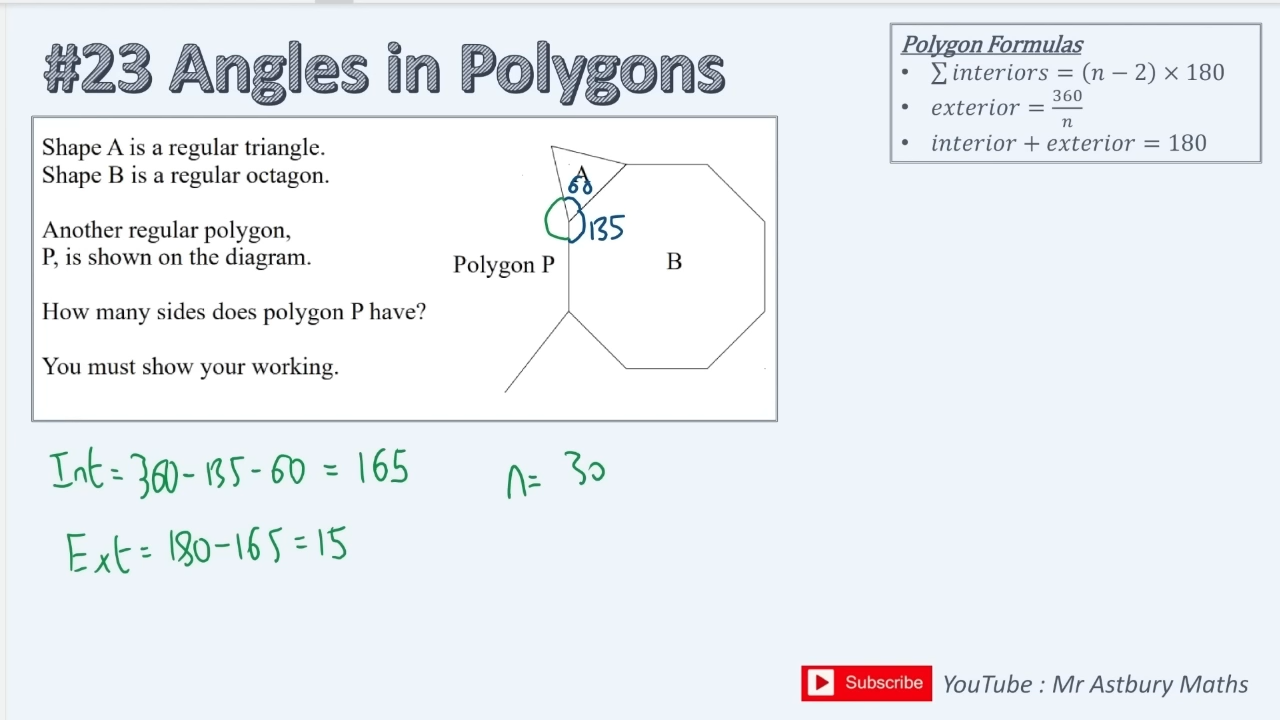 #23 Angles in Polygons
Polygon Formulas
• ∑ interiors = (n − 2) × 180
• exterior = 360/n
• interior + exterior = 180
Shape A is a regular triangle.
Shape B is a regular octagon.
Another regular polygon,
P, is shown on the diagram.
How many sides does polygon P have?
You must show your working.
A
60
135
Polygon P
B
Int = 360 - 135 - 60 = 165
n = 30
Ext = 180 - 165 = 15
Subscribe
YouTube : Mr Astbury Maths